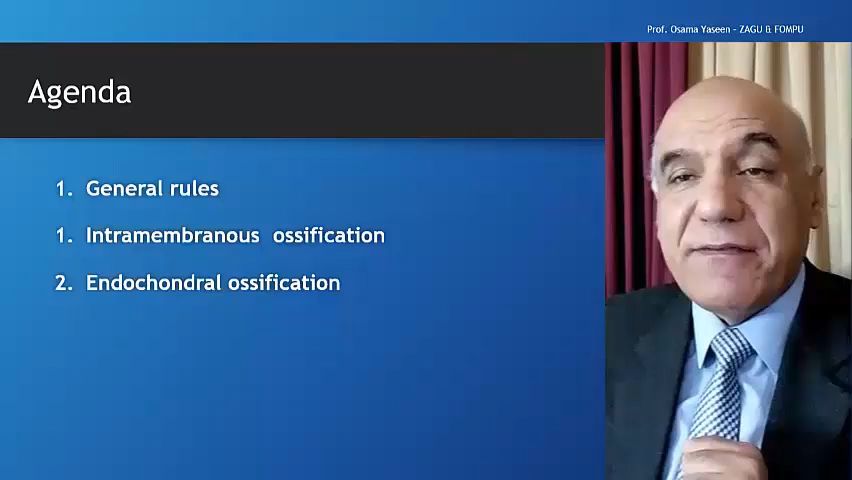 Prof. Osama Yaseen - ZAGU & FOMPU
Agenda
1. General rules
1. Intramembranous ossification
2. Endochondral ossification